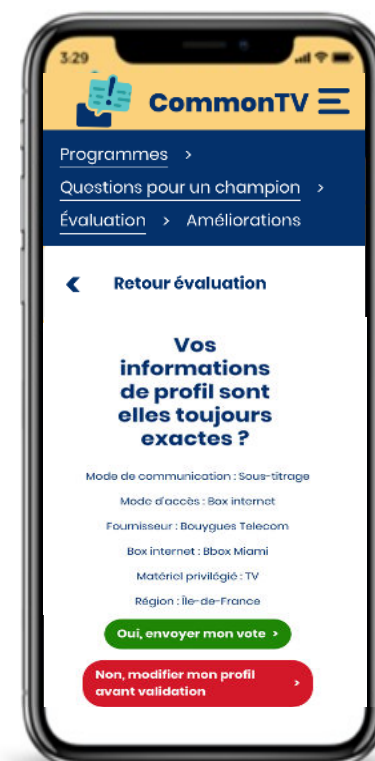 3:29
CommonTV
Programmes >
Questions pour un champion >
Évaluation > Améliorations
Retour évaluation
Vos
informations
de profil sont
elles toujours
exactes ?
Mode de communication : Sous-titrage
Mode d'accès : Box internet
Fournisseur : Bouygues Telecom
Box internet : Bbox Miami
Matériel privilégié : TV
Région : Île-de-France
Oui, envoyer mon vote >
Non, modifier mon profil
avant validation >